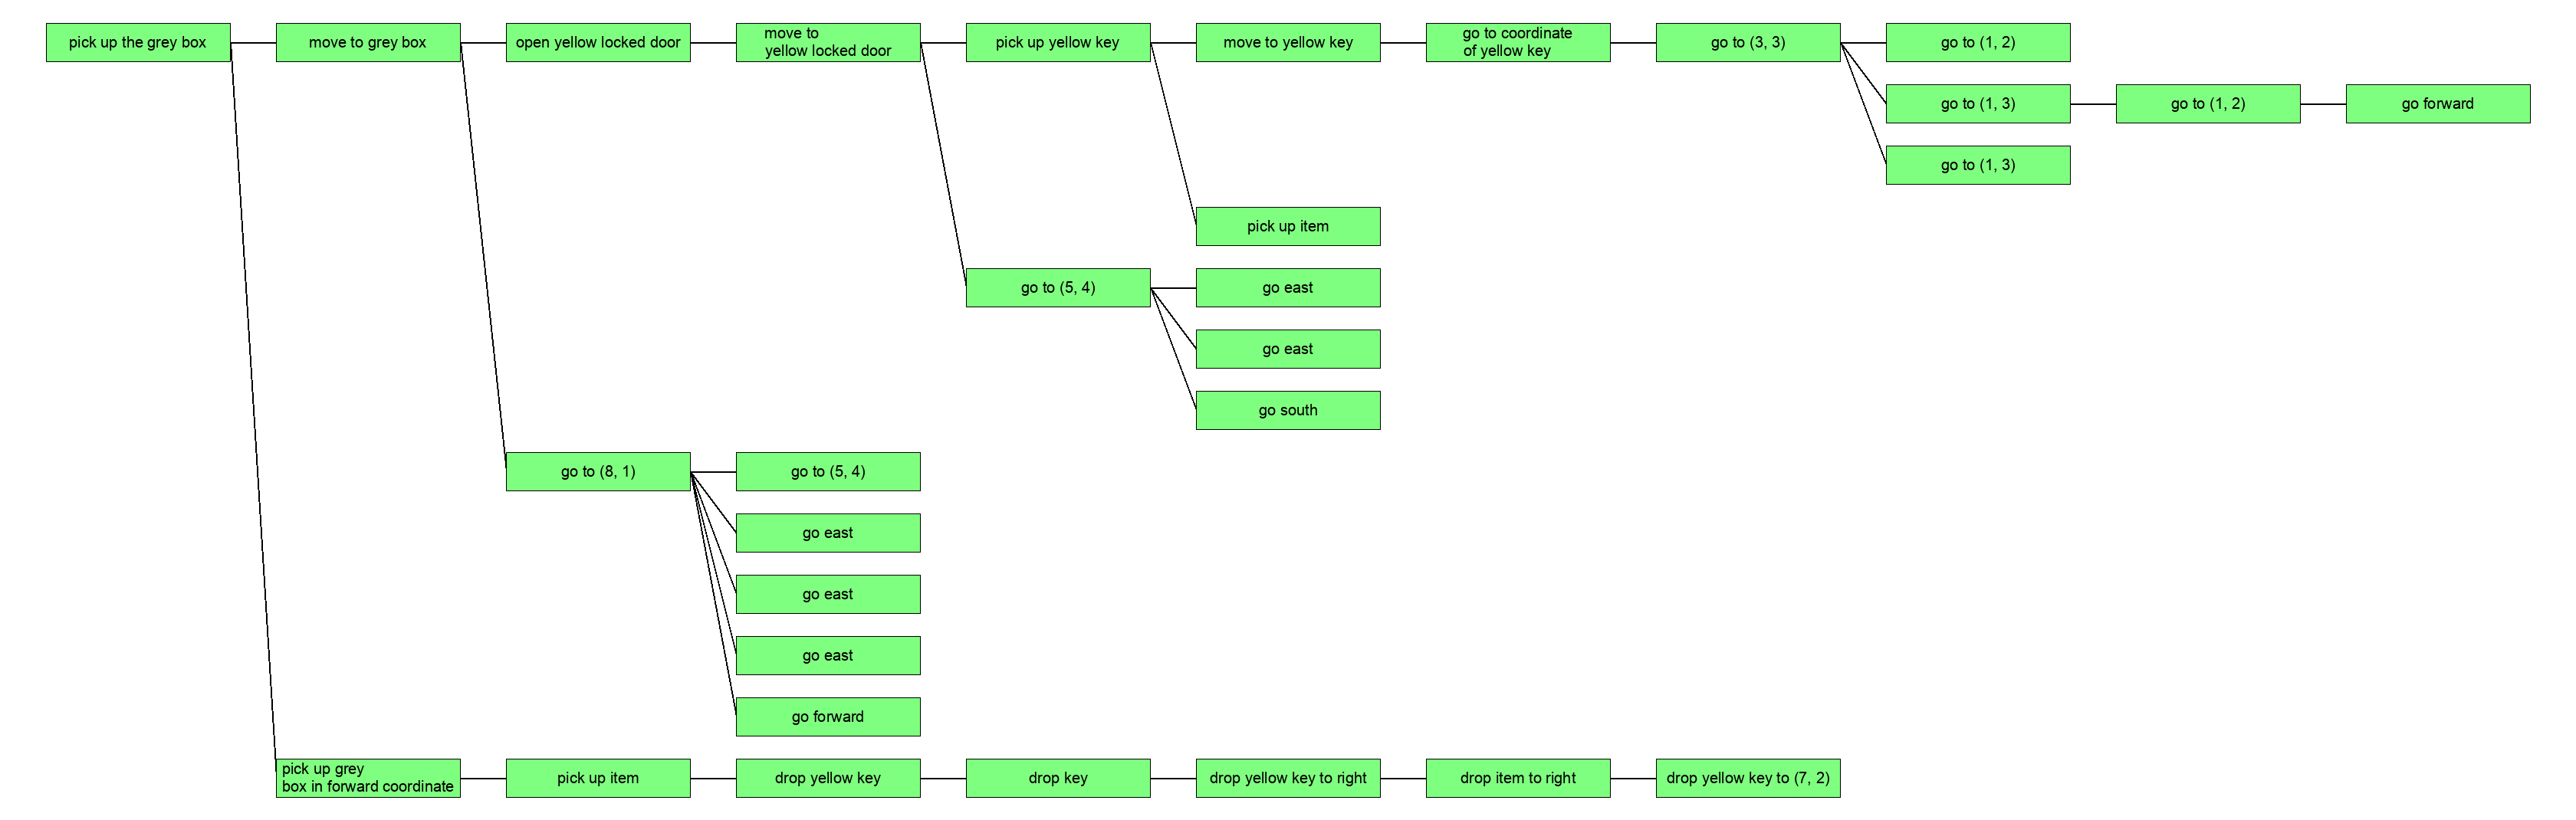 pick up the grey box
move to grey box
open yellow locked door
move to
yellow locked door
pick up yellow key
move to yellow key
go to coordinate
of yellow key
go to (3, 3)
go to (1, 2)
go to (1, 3)
go to (1, 2)
go forward
go to (1, 3)
pick up item
go to (5, 4)
go east
go east
go south
go to (8, 1)
go to (5, 4)
go east
go east
go east
go forward
pick up grey
box in forward coordinate
pick up item
drop yellow key
drop key
drop yellow key to right
drop item to right
drop yellow key to (7, 2)